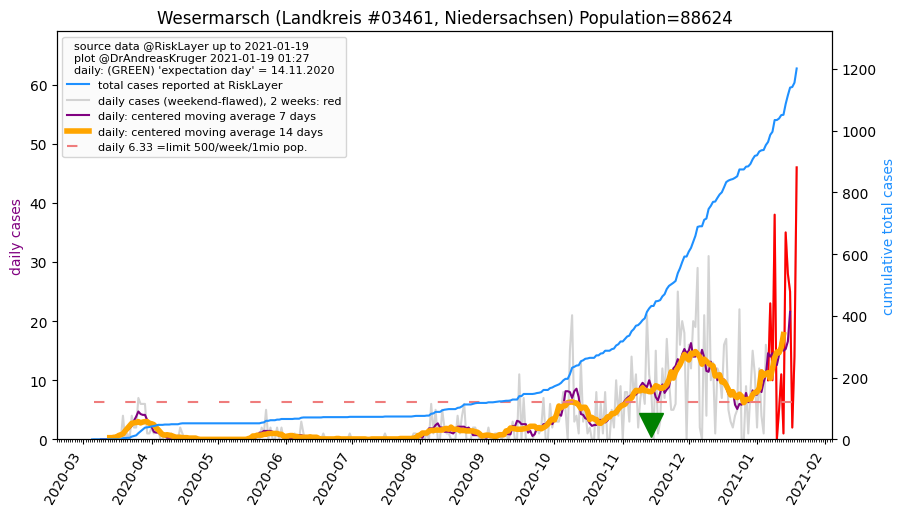 Wesermarsch (Landkreis #03461, Niedersachsen) Population=88624
source data @RiskLayer up to 2021-01-19
plot @DrAndreasKruger 2021-01-19 01:27
daily: (GREEN) 'expectation day' = 14.11.2020
total cases reported at RiskLayer
daily cases (weekend-flawed), 2 weeks: red
daily: centered moving average 7 days
daily: centered moving average 14 days
daily 6.33 =limit 500/week/1mio pop.
daily cases
60
50
40
30
20
10
0
cumulative total cases
1200
1000
800
600
400
200
0
2020-03
2020-04
2020-05
2020-06
2020-07
2020-08
2020-09
2020-10
2020-11
2020-12
2021-01
2021-02